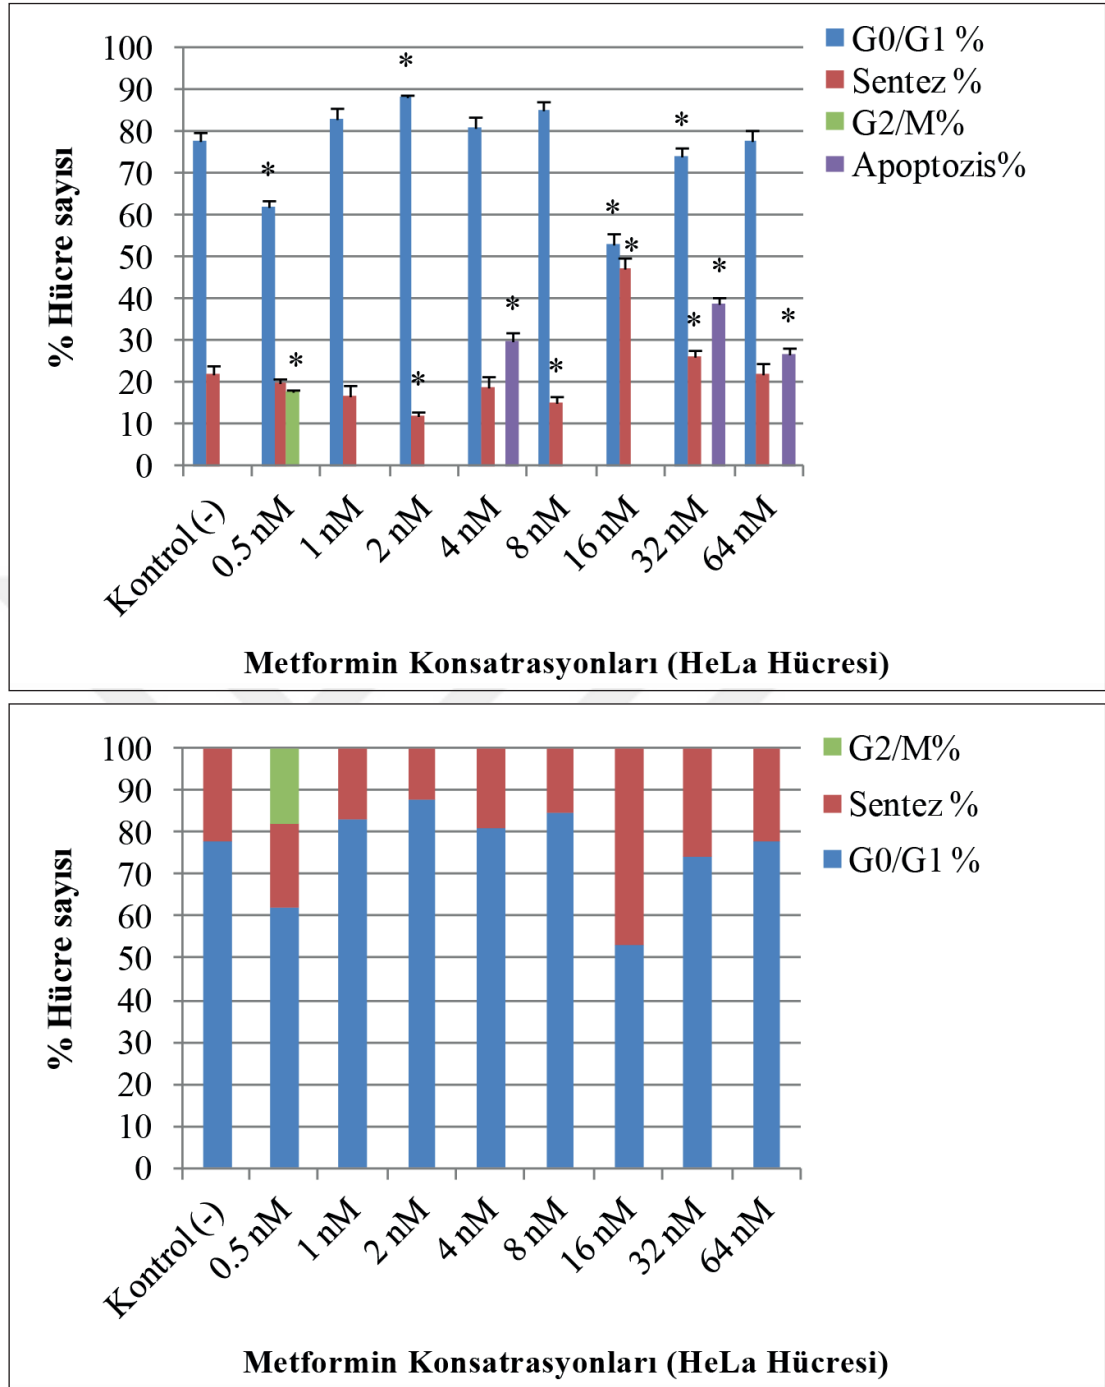 100
90
80
70
60
50
40
30
20
10
0
% Hücre sayısı
*
*
*
*
*
*
*
*
*
*
*
*
G0/G1 %
Sentez %
G2/M%
Apoptozis%
Kontrol (-)
0.5 nM
1 nM
2 nM
4 nM
8 nM
16 nM
32 nM
64 nM
Metformin Konsatrasyonları (HeLa Hücresi)
100
90
80
70
60
50
40
30
20
10
0
% Hücre sayısı
G2/M%
Sentez %
G0/G1 %
Kontrol (-)
0.5 nM
1 nM
2 nM
4 nM
8 nM
16 nM
32 nM
64 nM
Metformin Konsatrasyonları (HeLa Hücresi)